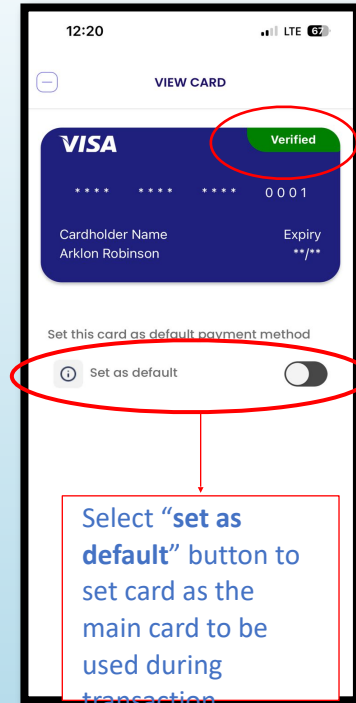 12:20 LTE 67
VIEW CARD
VISA Verified
**** **** **** 0001
Cardholder Name Expiry
Arklon Robinson **/**
Set this card as default payment method
Set as default
Select “set as
default” button to
set card as the
main card to be
used during
transaction